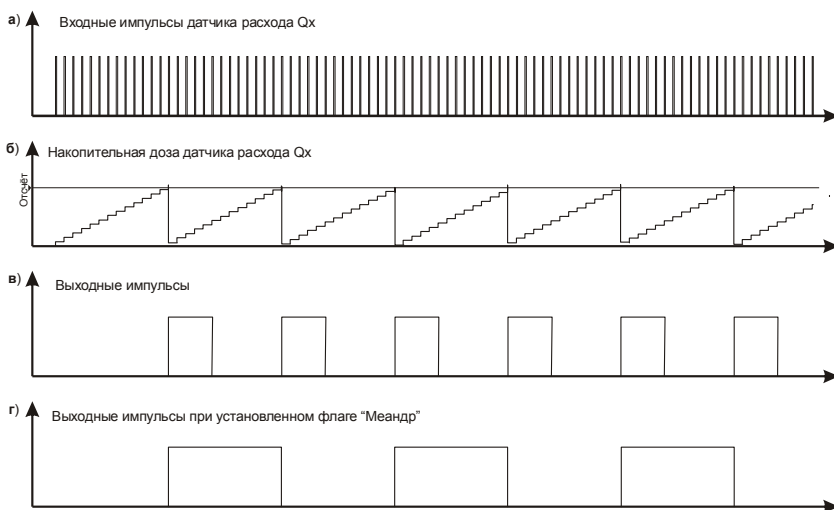 а) Входные импульсы датчика расхода Qx
б) Накопительная доза датчика расхода Qx
Отсчёт
в) Выходные импульсы
г) Выходные импульсы при установленном флаге “Меандр”